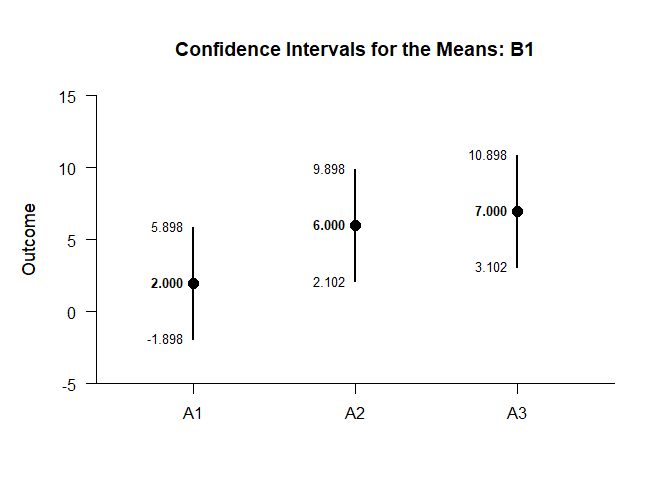 Confidence Intervals for the Means: B1
15
10
5
0
-5
Outcome
5.898
2.000
-1.898
9.898
6.000
2.102
10.898
7.000
3.102
A1
A2
A3